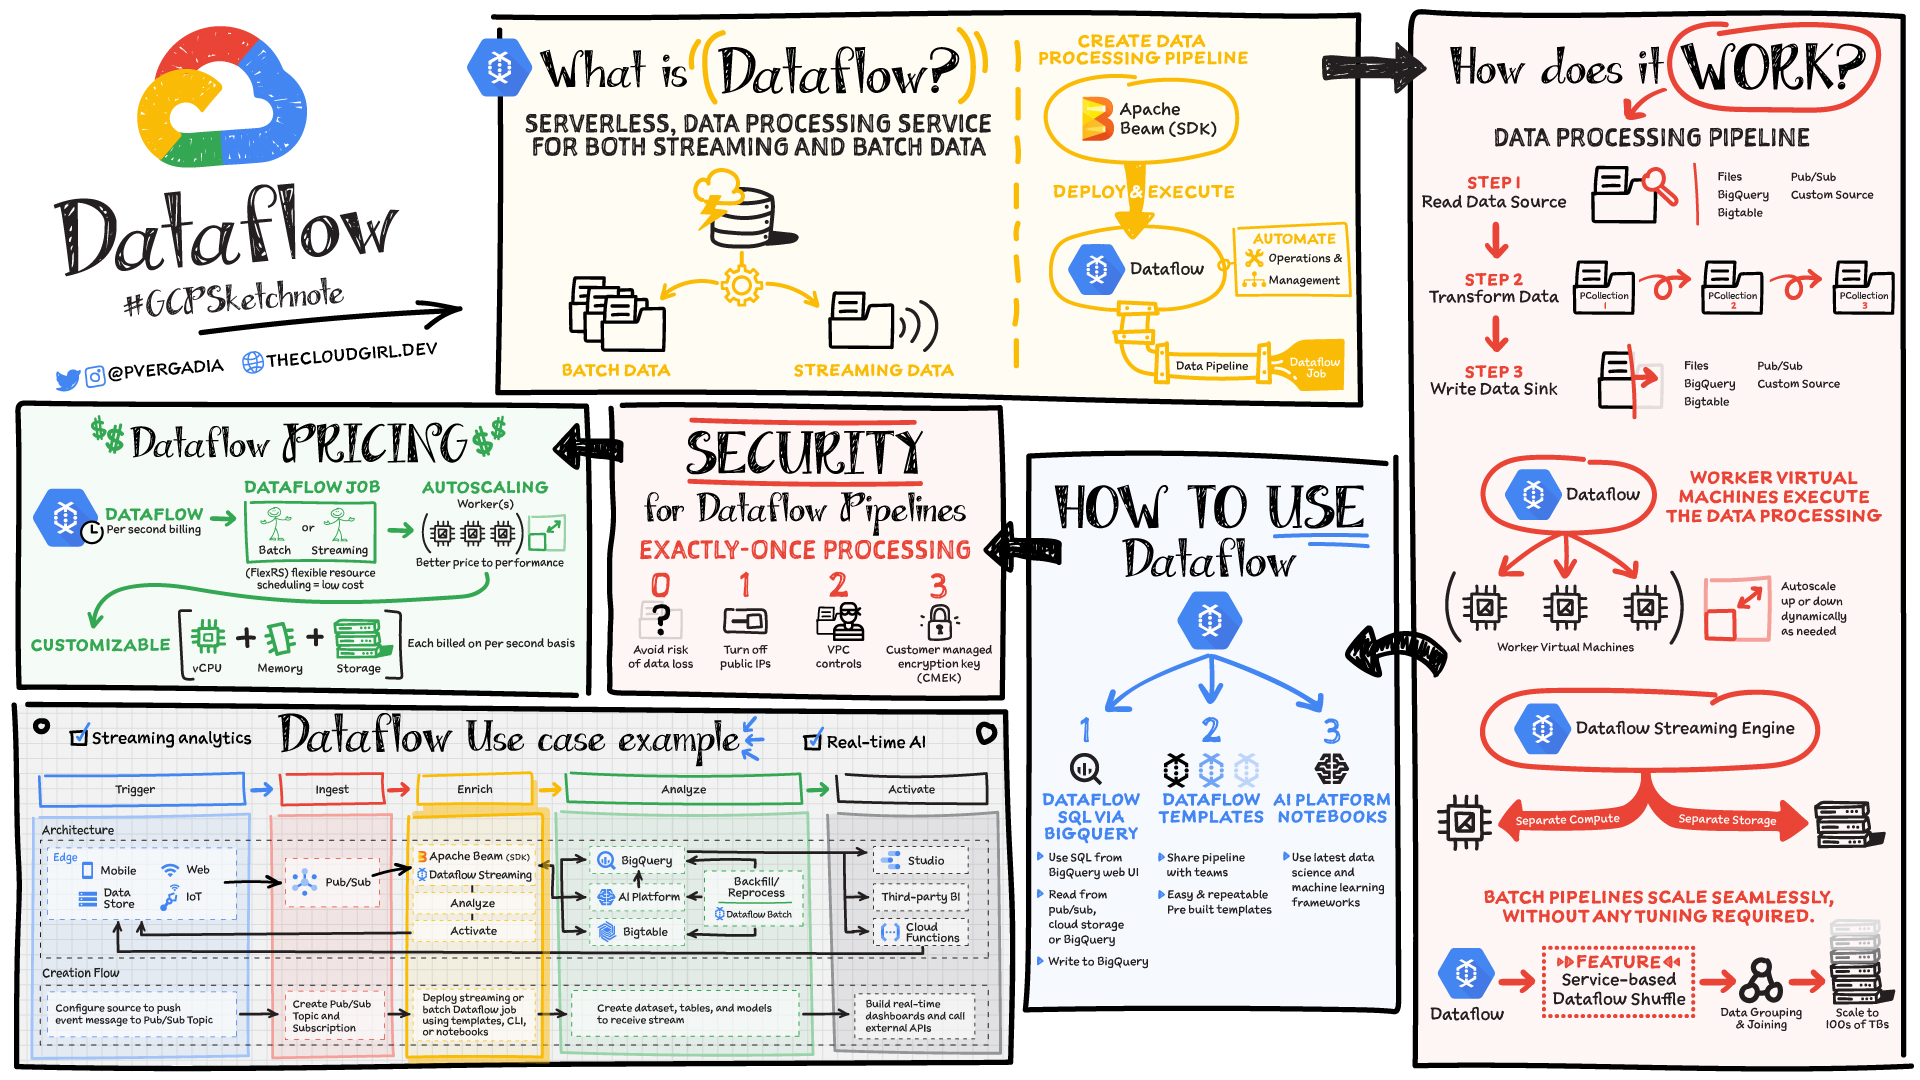 Dataflow
#GCPSketchnote
@PVERGADIA
THECLOUDGIRL.DEV
What is Dataflow?
SERVERLESS, DATA PROCESSING SERVICE
FOR BOTH STREAMING AND BATCH DATA
BATCH DATA
STREAMING DATA
CREATE DATA
PROCESSING PIPELINE
Apache
Beam (SDK)
DEPLOY & EXECUTE
Dataflow
AUTOMATE
Operations &
Management
Data Pipeline
Dataflow
Job
How does it WORK?
DATA PROCESSING PIPELINE
STEP 1
Read Data Source
Files
BigQuery
Bigtable
Pub/Sub
Custom Source
STEP 2
Transform Data
PCollection
1
PCollection
2
PCollection
3
STEP 3
Write Data Sink
Files
BigQuery
Bigtable
Pub/Sub
Custom Source
Dataflow
WORKER VIRTUAL
MACHINES EXECUTE
THE DATA PROCESSING
Worker Virtual Machines
Autoscale
up or down
dynamically
as needed
Dataflow Streaming Engine
Separate Compute
Separate Storage
BATCH PIPELINES SCALE SEAMLESSLY,
WITHOUT ANY TUNING REQUIRED.
Dataflow
FEATURE
Service-based
Dataflow Shuffle
Data Grouping
& Joining
Scale to
100s of TBs
HOW TO USE
Dataflow
1
DATAFLOW
SQL VIA
BIGQUERY
Use SQL from
BigQuery web UI
Read from
pub/sub,
cloud storage
or BigQuery
Write to BigQuery
2
DATAFLOW
TEMPLATES
Share pipeline
with teams
Easy & repeatable
Pre built templates
3
AI PLATFORM
NOTEBOOKS
Use latest data
science and
machine learning
frameworks
SECURITY
for Dataflow Pipelines
EXACTLY-ONCE PROCESSING
0
?
Avoid risk
of data loss
1
Turn off
public IPs
2
VPC
controls
3
Customer managed
encryption key
(CMEK)
$$ Dataflow PRICING $$
DATAFLOW
Per second billing
DATAFLOW JOB
or
Batch
Streaming
(FlexRS) flexible resource
scheduling = low cost
AUTOSCALING
Worker(s)
Better price to performance
CUSTOMIZABLE
vCPU
+
Memory
+
Storage
Each billed on per second basis
Streaming analytics
Dataflow Use case example
Real-time AI
Trigger
Ingest
Enrich
Analyze
Activate
Architecture
Edge
Mobile
Web
Data
Store
IoT
Pub/Sub
Apache Beam (SDK)
Dataflow Streaming
Analyze
Activate
BigQuery
AI Platform
Bigtable
Backfill/
Reprocess
Dataflow Batch
Studio
Third-party BI
Cloud
Functions
Creation Flow
Configure source to push
event message to Pub/Sub Topic
Create Pub/Sub
Topic and
Subscription
Deploy streaming or
batch Dataflow job
using templates, CLI,
or notebooks
Create dataset, tables, and models
to receive stream
Build real-time
dashboards and call
external APIs